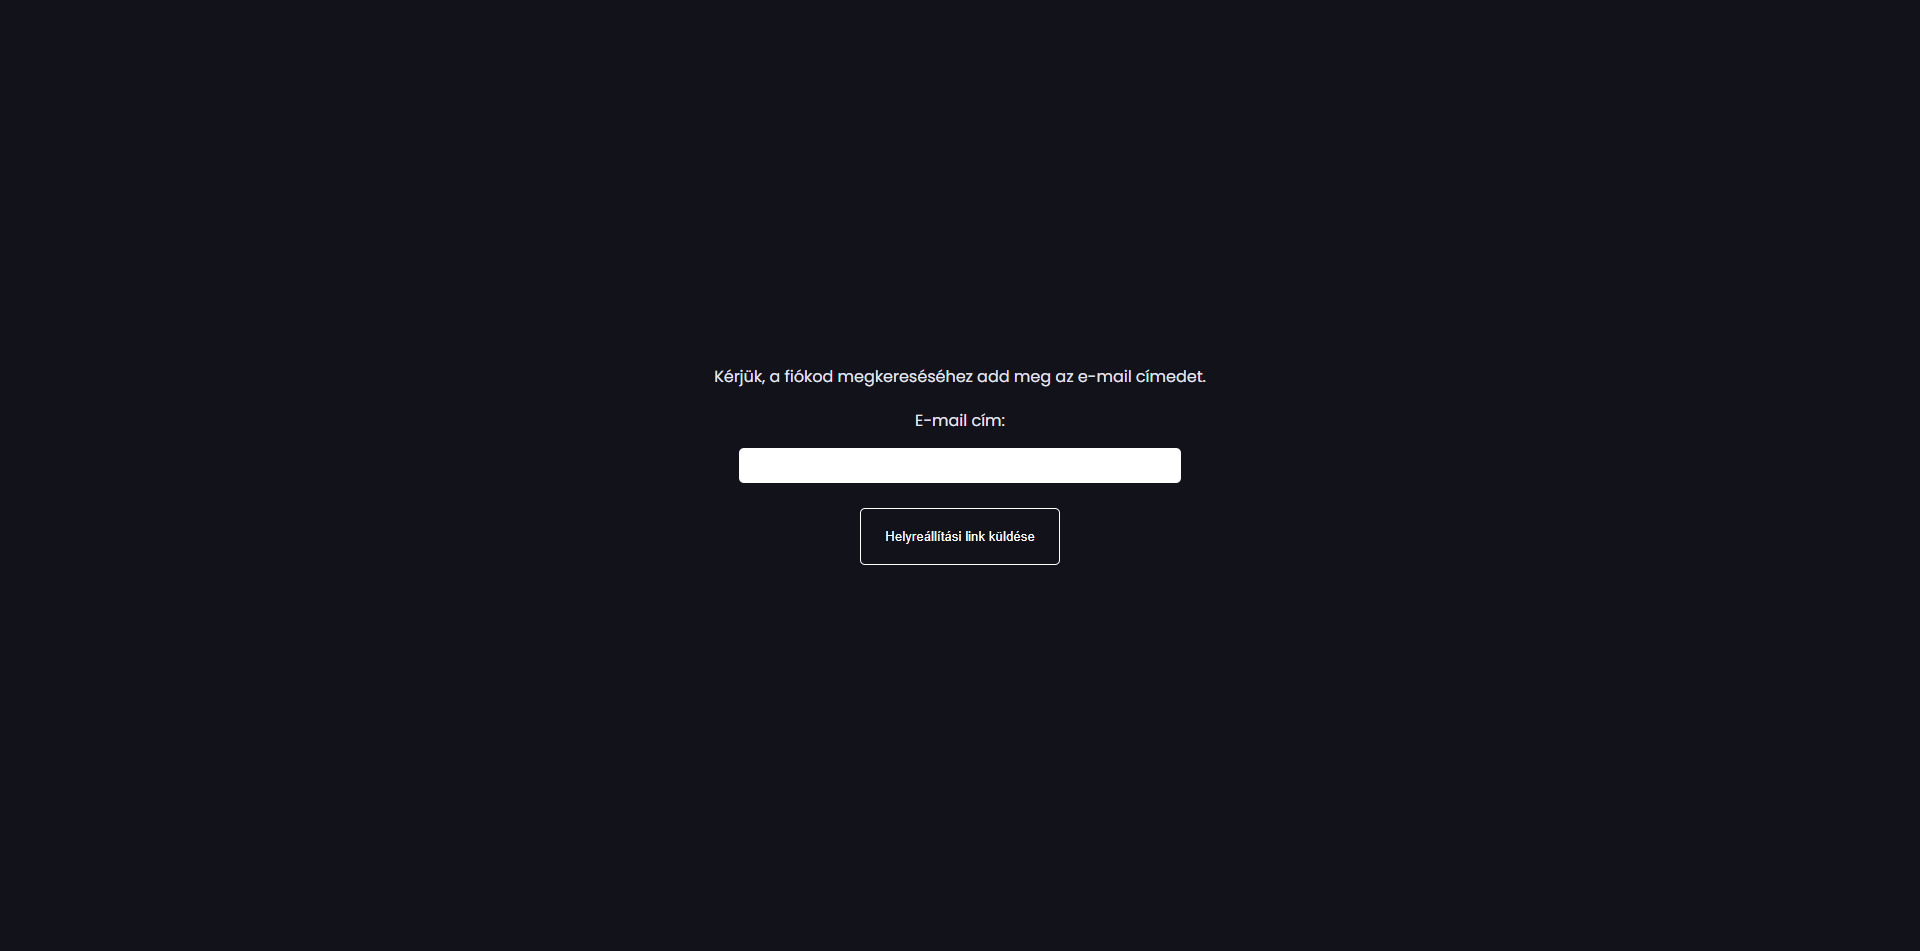 Kérjük, a fiókod megkereséséhez add meg az e-mail címedet.
E-mail cím:
Helyreállítási link küldése